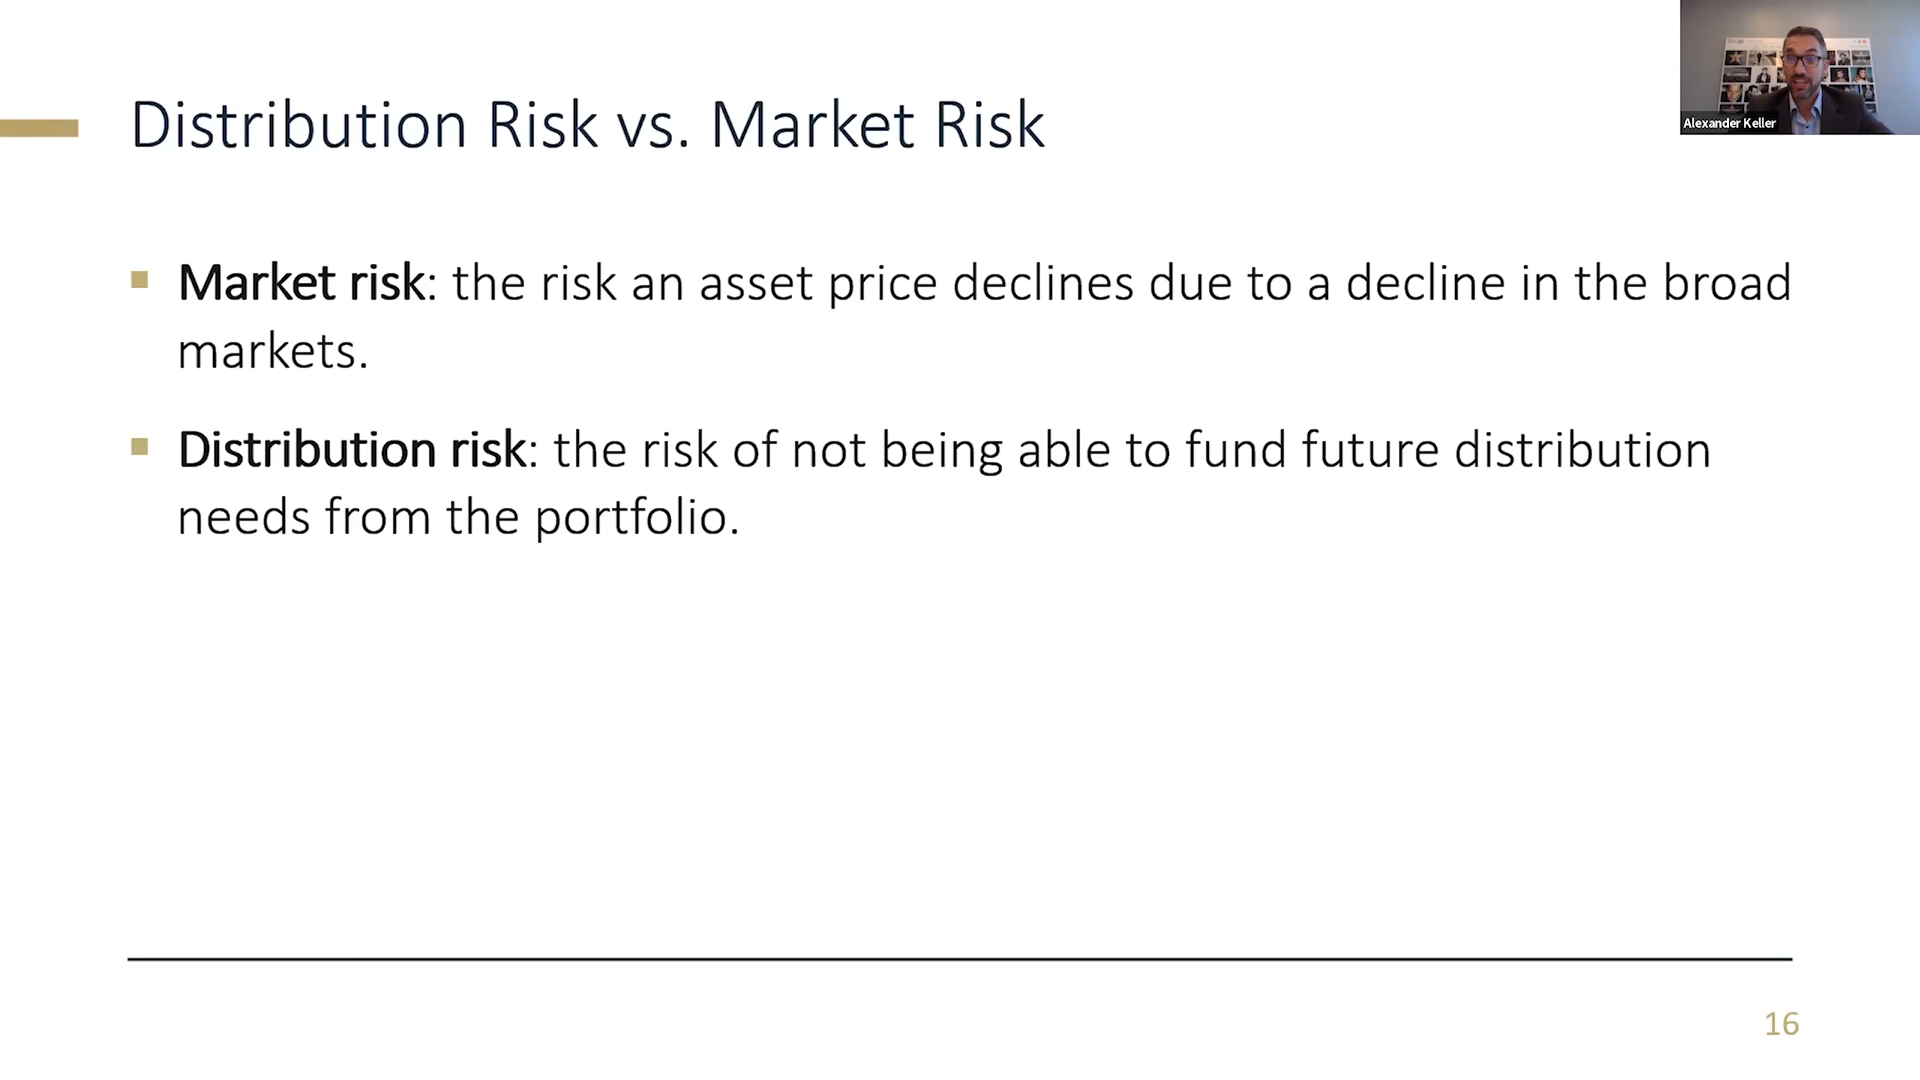 Distribution Risk vs. Market Risk
Alexander Keller
Market risk: the risk an asset price declines due to a decline in the broad
markets.
Distribution risk: the risk of not being able to fund future distribution
needs from the portfolio.
16